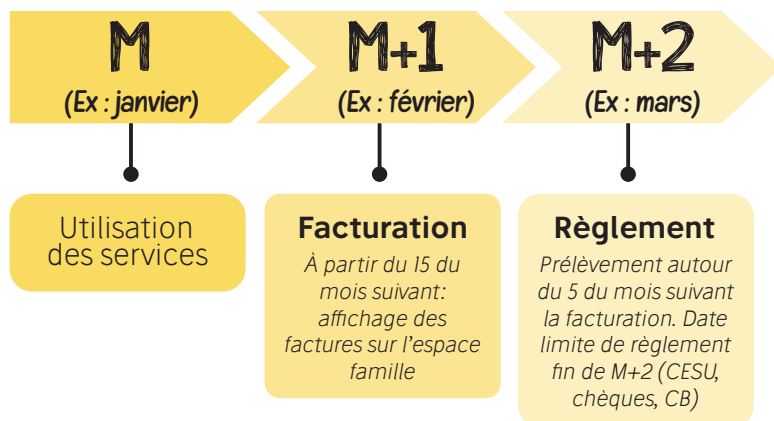 M
(Ex : janvier)
M+1
(Ex : février)
M+2
(Ex : mars)
Utilisation
des services
Facturation
À partir du 15 du
mois suivant:
affichage des
factures sur l'espace
famille
Règlement
Prélèvement autour
du 5 du mois suivant
la facturation. Date
limite de règlement
fin de M+2 (CESU,
chèques, CB)